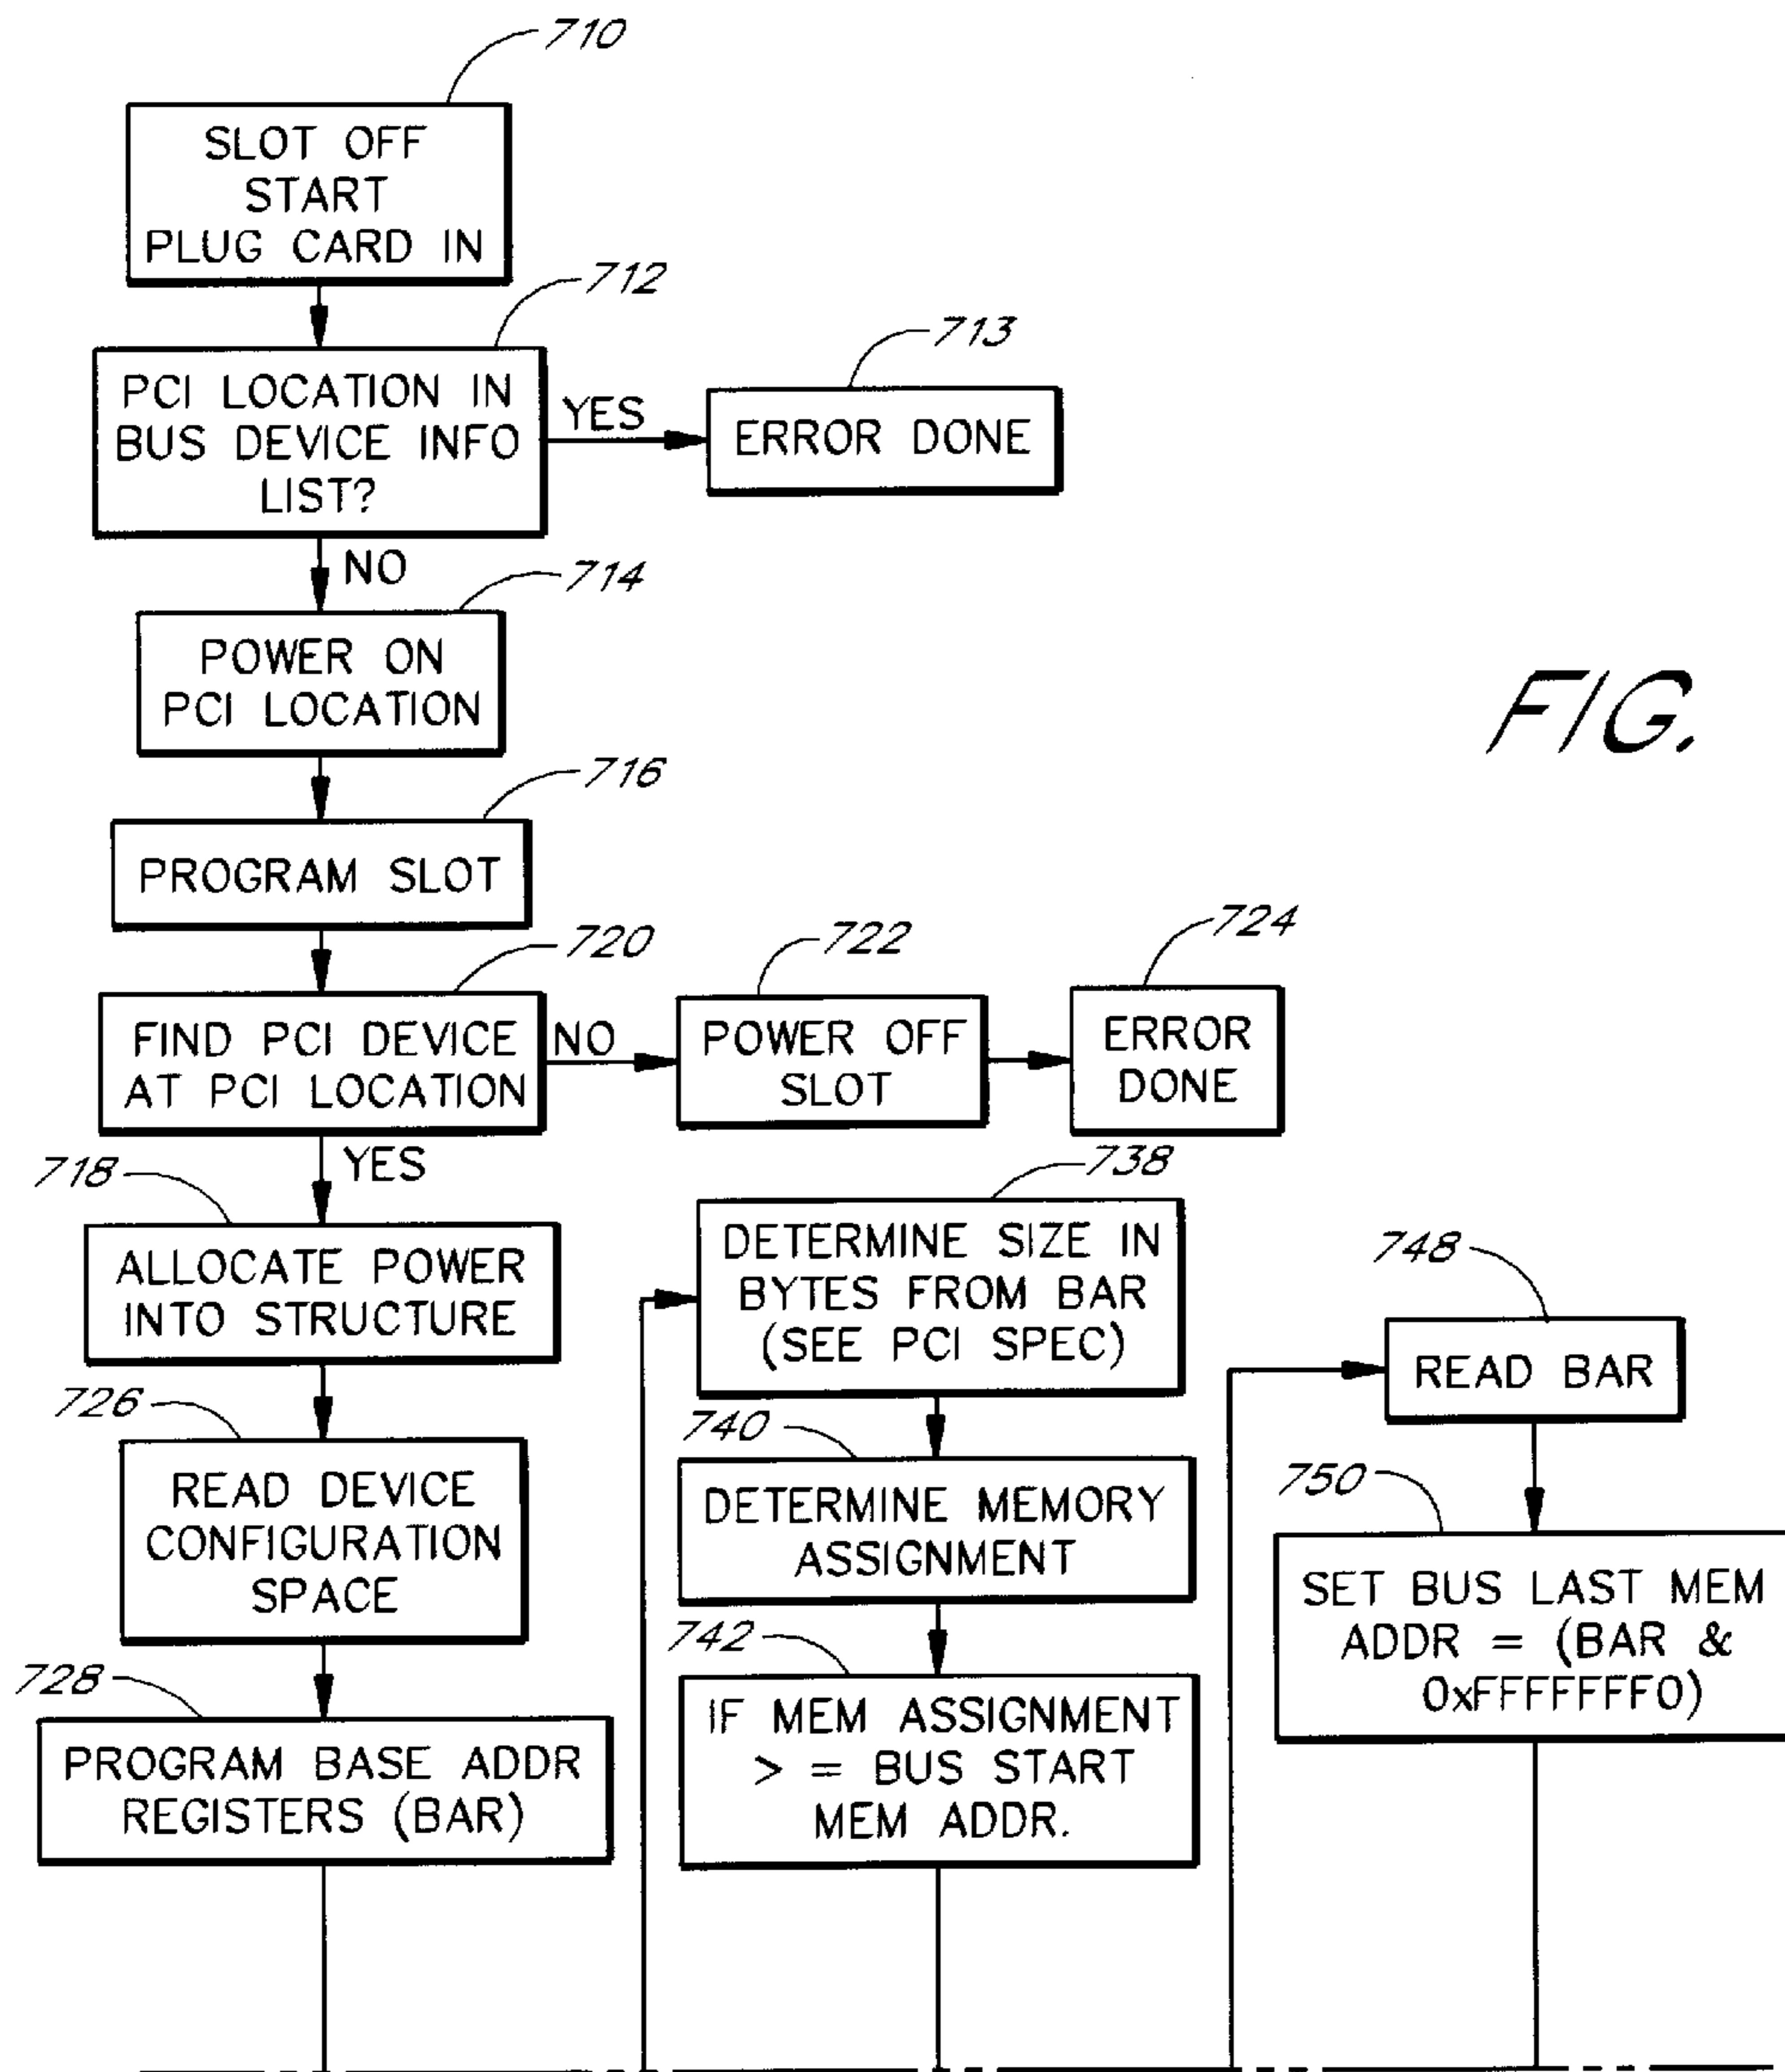 710
SLOT OFF
START
PLUG CARD IN
712
PCI LOCATION IN
BUS DEVICE INFO
LIST?
YES
713
ERROR DONE
NO
714
POWER ON
PCI LOCATION
FIG.
716
PROGRAM SLOT
720
FIND PCI DEVICE
AT PCI LOCATION
NO
722
POWER OFF
SLOT
724
ERROR
DONE
YES
718
ALLOCATE POWER
INTO STRUCTURE
726
READ DEVICE
CONFIGURATION
SPACE
728
PROGRAM BASE ADDR
REGISTERS (BAR)
738
DETERMINE SIZE IN
BYTES FROM BAR
(SEE PCI SPEC)
740
DETERMINE MEMORY
ASSIGNMENT
742
IF MEM ASSIGNMENT
> = BUS START
MEM ADDR.
748
READ BAR
750
SET BUS LAST MEM
ADDR = (BAR &
0xFFFFFFF0)